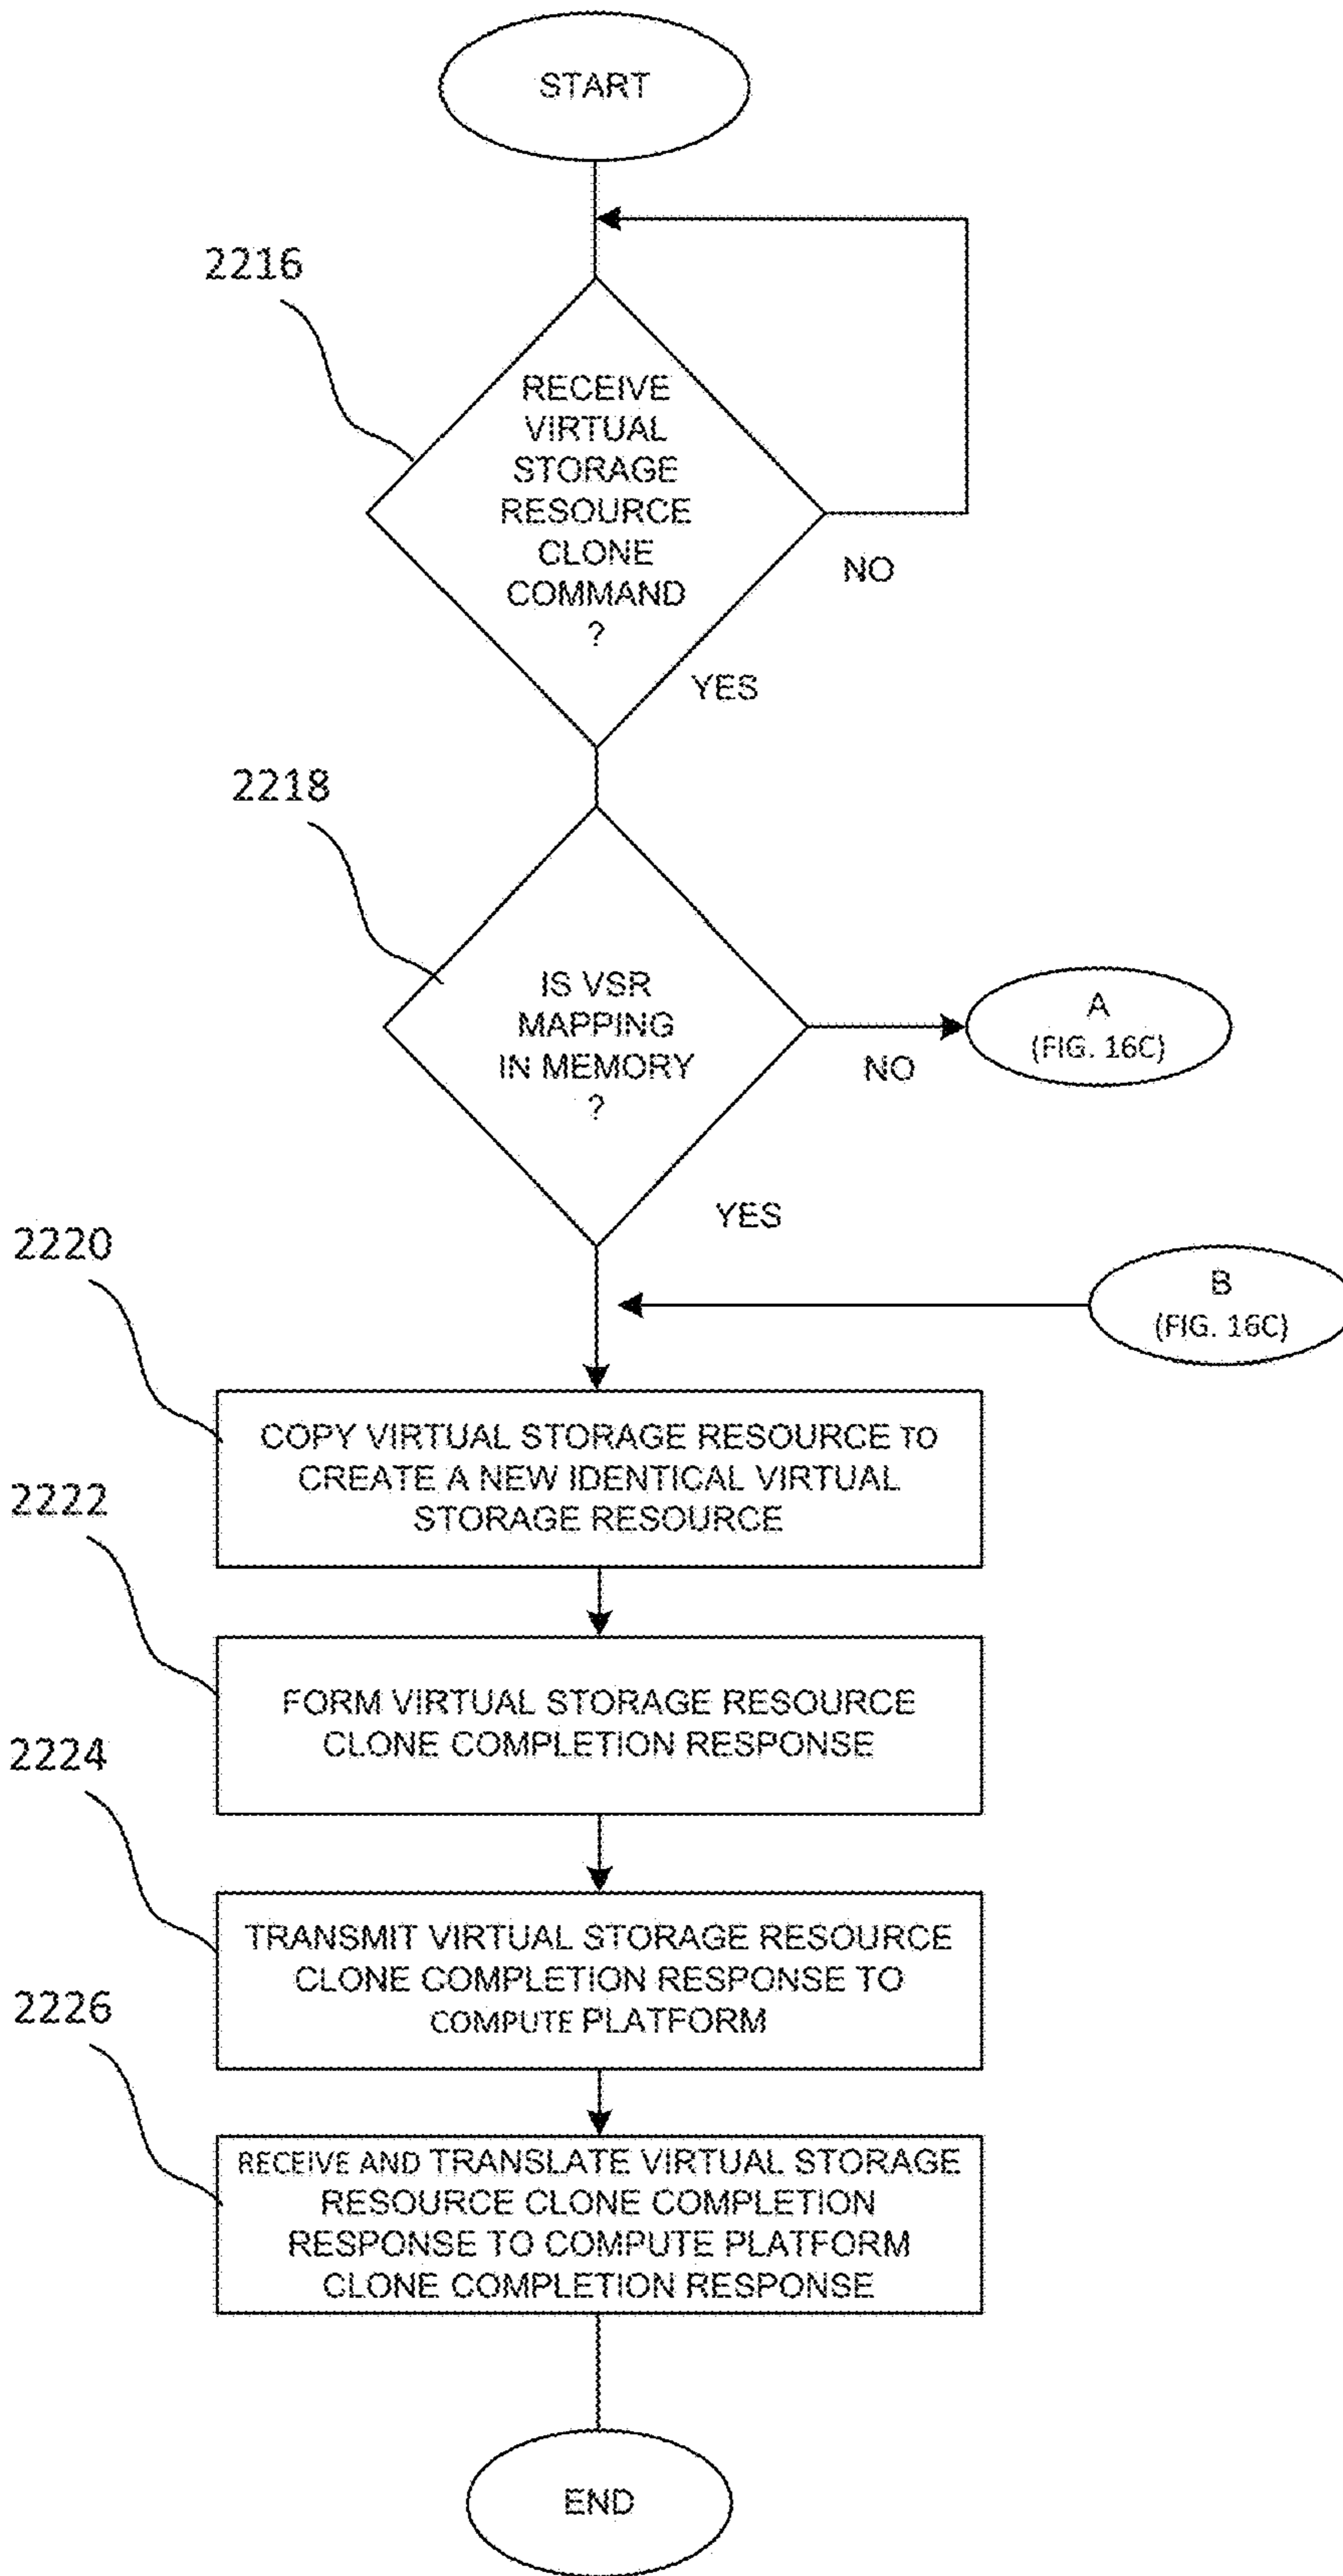 START
2216
RECEIVE
VIRTUAL
STORAGE
RESOURCE
CLONE
COMMAND
?
NO
YES
2218
IS VSR
MAPPING
IN MEMORY
?
NO
A
(FIG. 16C)
YES
B
(FIG. 16C)
2220
COPY VIRTUAL STORAGE RESOURCE TO
CREATE A NEW IDENTICAL VIRTUAL
STORAGE RESOURCE
2222
FORM VIRTUAL STORAGE RESOURCE
CLONE COMPLETION RESPONSE
2224
TRANSMIT VIRTUAL STORAGE RESOURCE
CLONE COMPLETION RESPONSE TO
COMPUTE PLATFORM
2226
RECEIVE AND TRANSLATE VIRTUAL STORAGE
RESOURCE CLONE COMPLETION
RESPONSE TO COMPUTE PLATFORM
CLONE COMPLETION RESPONSE
END